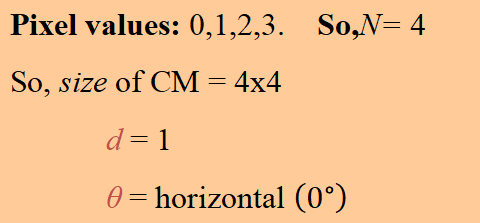 Pixel values: 0,1,2,3. So,N= 4
So, size of CM = 4x4
d = 1
θ = horizontal (0°)